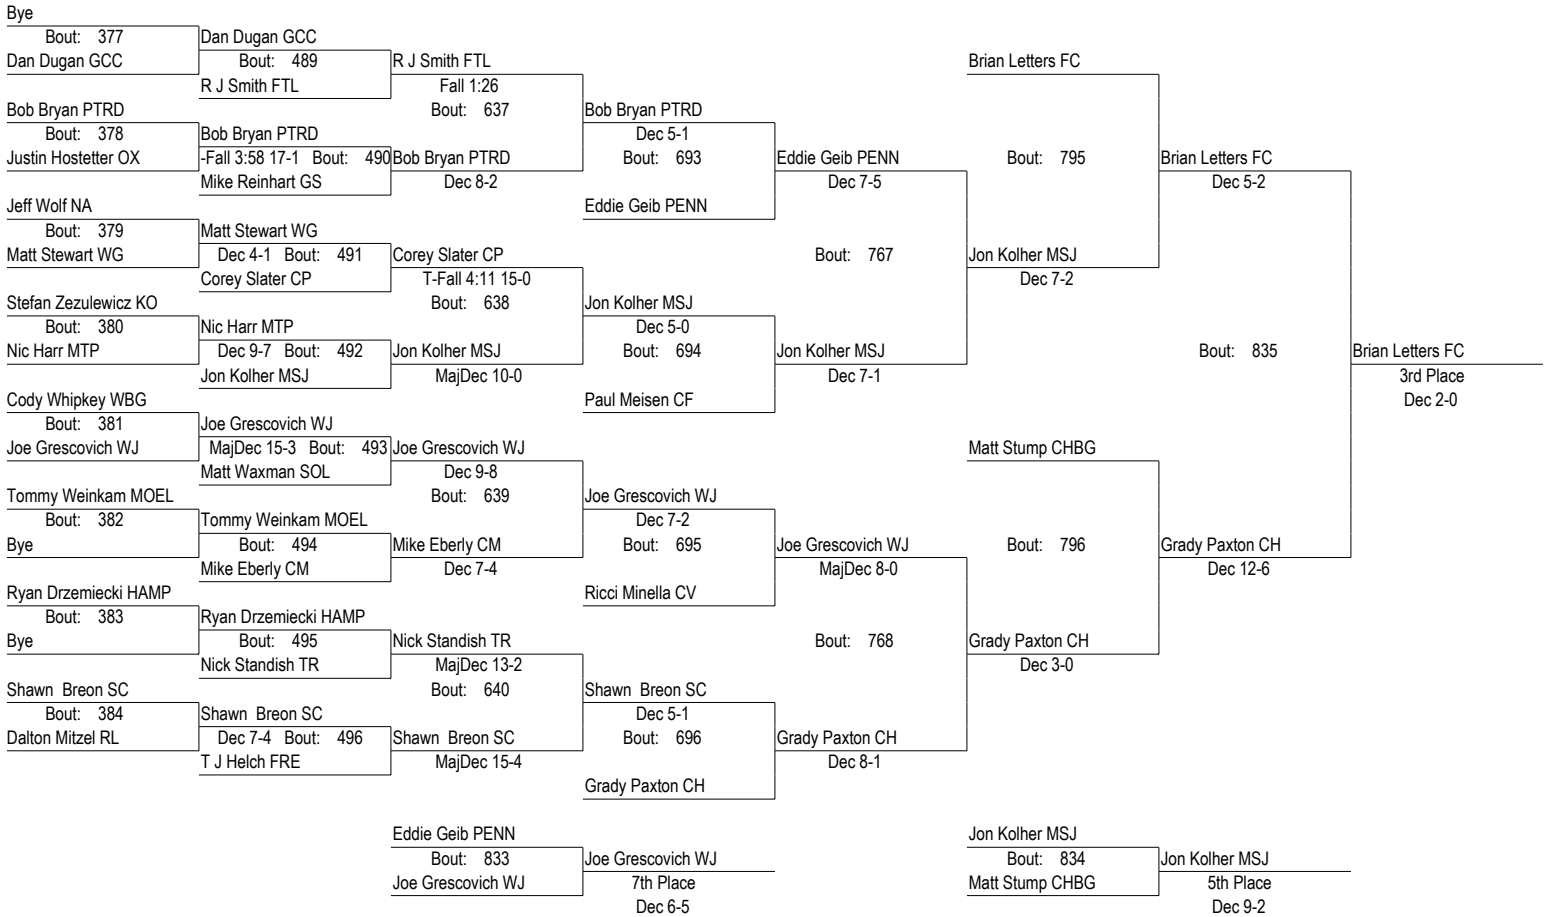 Bye
Bout: 377
Dan Dugan GCC
Bob Bryan PTRD
Bout: 378
Justin Hostetter OX
Jeff Wolf NA
Bout: 379
Matt Stewart WG
Stefan Zezulewicz KO
Bout: 380
Nic Harr MTP
Cody Whipkey WBG
Bout: 381
Joe Grescovich WJ
Tommy Weinkam MOEL
Bout: 382
Bye
Ryan Drzemiecki HAMP
Bout: 383
Bye
Shawn Breon SC
Bout: 384
Dalton Mitzel RL
Dan Dugan GCC
Bout: 489
R J Smith FTL
Bob Bryan PTRD
-Fall 3:58 17-1 Bout: 490
Mike Reinhart GS
Matt Stewart WG
Dec 4-1 Bout: 491
Corey Slater CP
Nic Harr MTP
Dec 9-7 Bout: 492
Jon Kolher MSJ
Joe Grescovich WJ
MajDec 15-3 Bout: 493
Matt Waxman SOL
Tommy Weinkam MOEL
Bout: 494
Mike Eberly CM
Ryan Drzemiecki HAMP
Bout: 495
Nick Standish TR
Shawn Breon SC
Dec 7-4 Bout: 496
T J Helch FRE
R J Smith FTL
Fall 1:26
Bout: 637
Bob Bryan PTRD
Dec 8-2
Corey Slater CP
T-Fall 4:11 15-0
Bout: 638
Jon Kolher MSJ
MajDec 10-0
Joe Grescovich WJ
Dec 9-8
Bout: 639
Mike Eberly CM
Dec 7-4
Nick Standish TR
MajDec 13-2
Bout: 640
Shawn Breon SC
MajDec 15-4
Bob Bryan PTRD
Dec 5-1
Bout: 693
Eddie Geib PENN
Jon Kolher MSJ
Dec 5-0
Bout: 694
Paul Meisen CF
Joe Grescovich WJ
Dec 7-2
Bout: 695
Ricci Minella CV
Shawn Breon SC
Dec 5-1
Bout: 696
Grady Paxton CH
Eddie Geib PENN
Dec 7-5
Bout: 767
Jon Kolher MSJ
Dec 7-1
Joe Grescovich WJ
MajDec 8-0
Bout: 768
Grady Paxton CH
Dec 8-1
Brian Letters FC
Bout: 795
Jon Kolher MSJ
Dec 7-2
Matt Stump CHBG
Bout: 796
Grady Paxton CH
Dec 3-0
Brian Letters FC
Dec 5-2
Bout: 835
Grady Paxton CH
Dec 12-6
Brian Letters FC
3rd Place
Dec 2-0
Eddie Geib PENN
Bout: 833
Joe Grescovich WJ
Joe Grescovich WJ
7th Place
Dec 6-5
Jon Kolher MSJ
Bout: 834
Matt Stump CHBG
Jon Kolher MSJ
5th Place
Dec 9-2